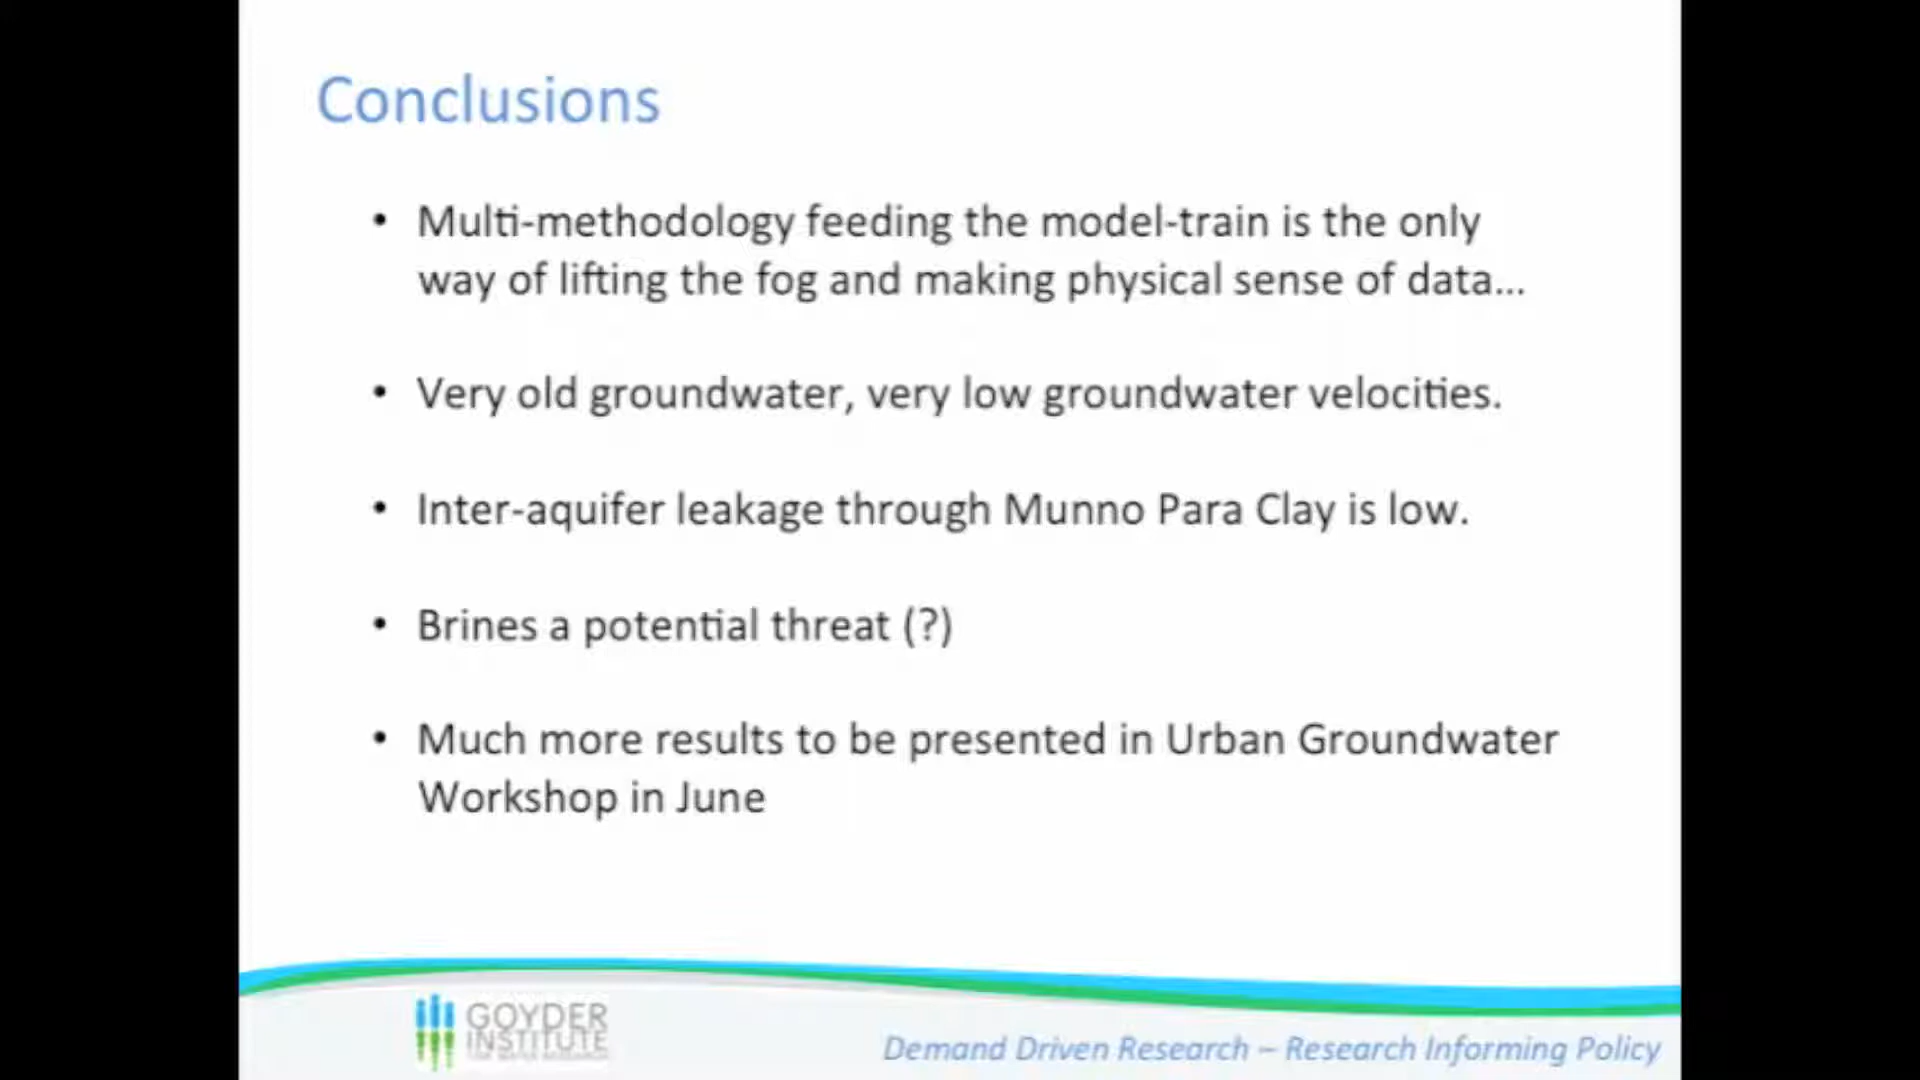 Conclusions
• Multi-methodology feeding the model-train is the only
way of lifting the fog and making physical sense of data...
• Very old groundwater, very low groundwater velocities.
• Inter-aquifer leakage through Munno Para Clay is low.
• Brines a potential threat (?)
• Much more results to be presented in Urban Groundwater
Workshop in June
GOYDER
INSTITUTE
Demand Driven Research – Research Informing Policy